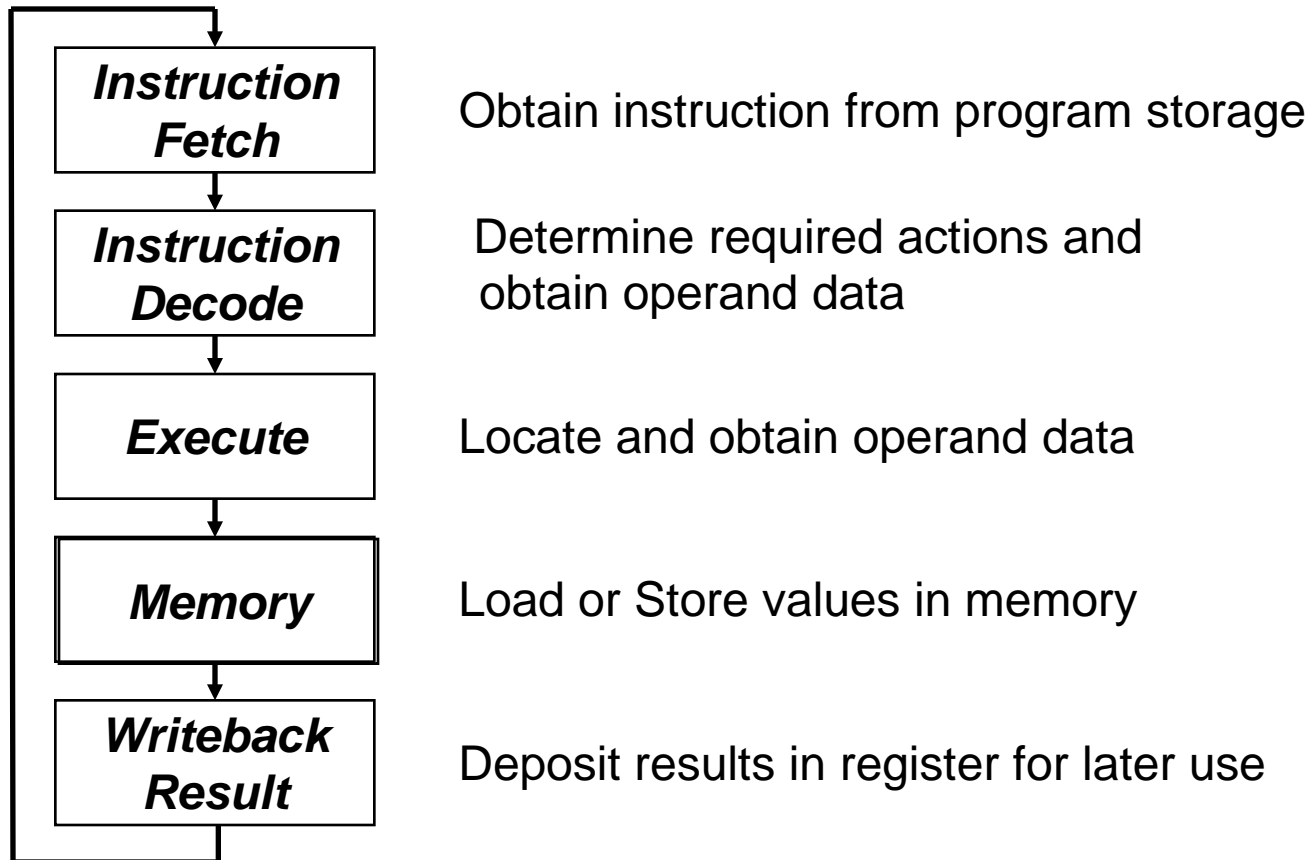 Instruction
Fetch
Obtain instruction from program storage
Instruction
Decode
Determine required actions and
obtain operand data
Execute
Locate and obtain operand data
Memory
Load or Store values in memory
Writeback
Result
Deposit results in register for later use